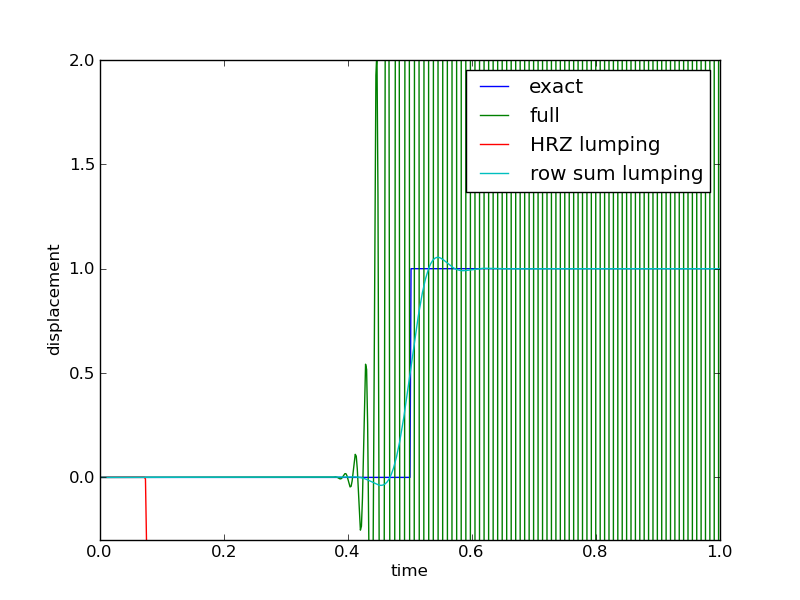 2.0
exact
full
HRZ lumping
row sum lumping
1.5
1.0
0.5
0.0
displacement
0.0 0.2 0.4 0.6 0.8 1.0
time